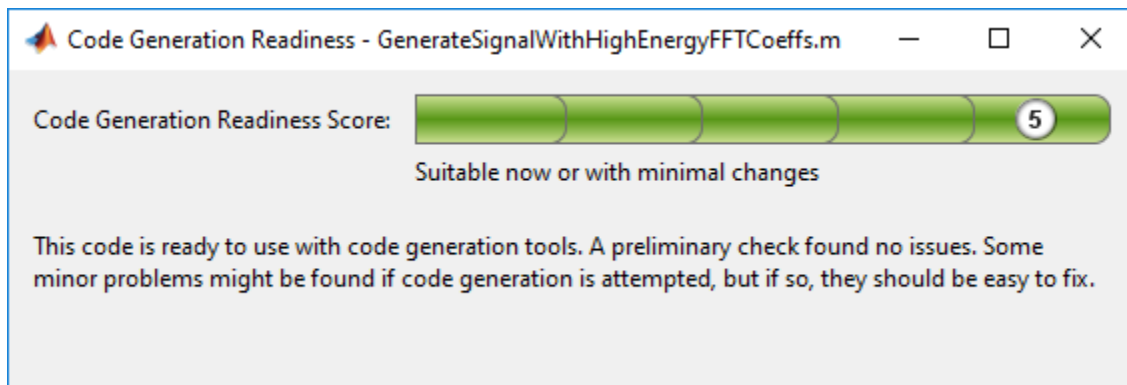 Code Generation Readiness - GenerateSignalWithHighEnergyFFTCoeffs.m
Code Generation Readiness Score:
5
Suitable now or with minimal changes
This code is ready to use with code generation tools. A preliminary check found no issues. Some
minor problems might be found if code generation is attempted, but if so, they should be easy to fix.